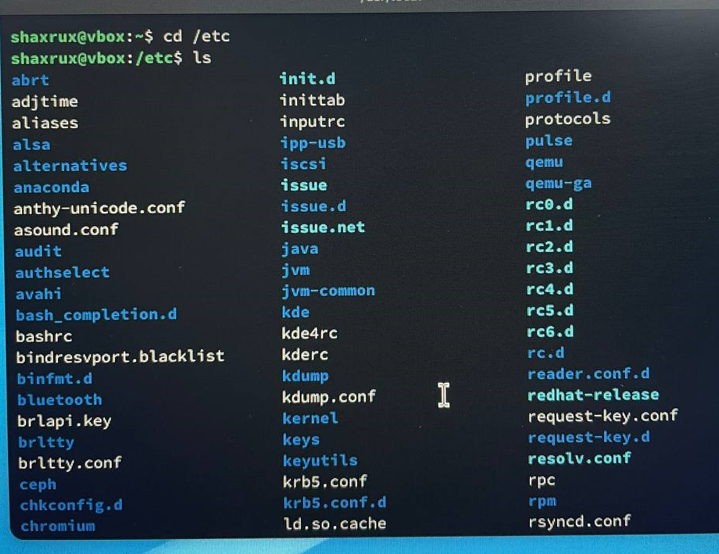 shaxrux@vbox:~$ cd /etc
shaxrux@vbox:/etc$ ls
abrt init.d profile
adjtime inittab profile.d
aliases inputrc protocols
alsa ipp-usb pulse
alternatives iscsi qemu
anaconda issue qemu-ga
anthy-unicode.conf issue.d rc0.d
asound.conf issue.net rc1.d
audit java rc2.d
authselect jvm rc3.d
avahi jvm-common rc4.d
bash_completion.d kde rc5.d
bashrc kde4rc rc6.d
bindresvport.blacklist kderc rc.d
binfmt.d kdump reader.conf.d
bluetooth kdump.conf redhat-release
brlapi.key kernel request-key.conf
brltty keys request-key.d
brltty.conf keyutils resolv.conf
ceph krb5.conf rpc
chkconfig.d krb5.conf.d rpm
chromium ld.so.cache rsyncd.conf